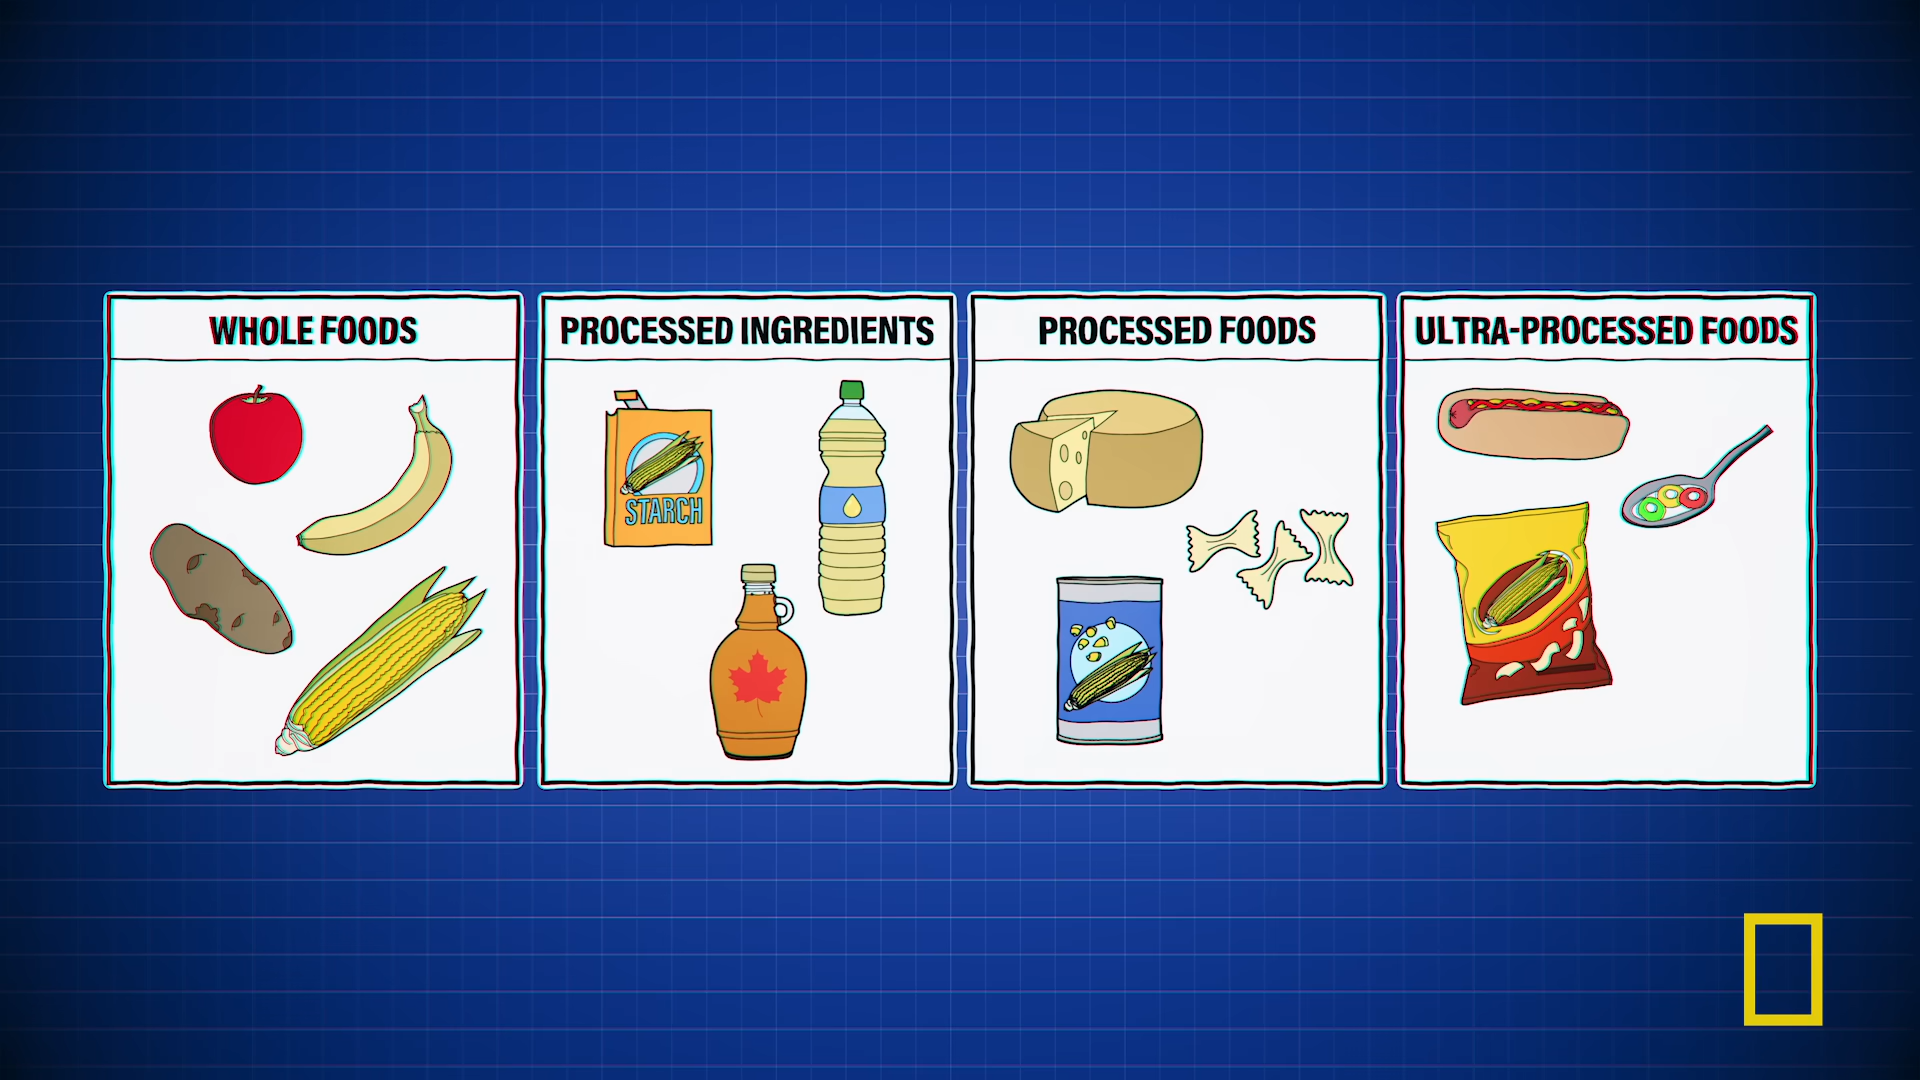 WHOLE FOODS
PROCESSED INGREDIENTS
PROCESSED FOODS
ULTRA-PROCESSED FOODS
STARCH